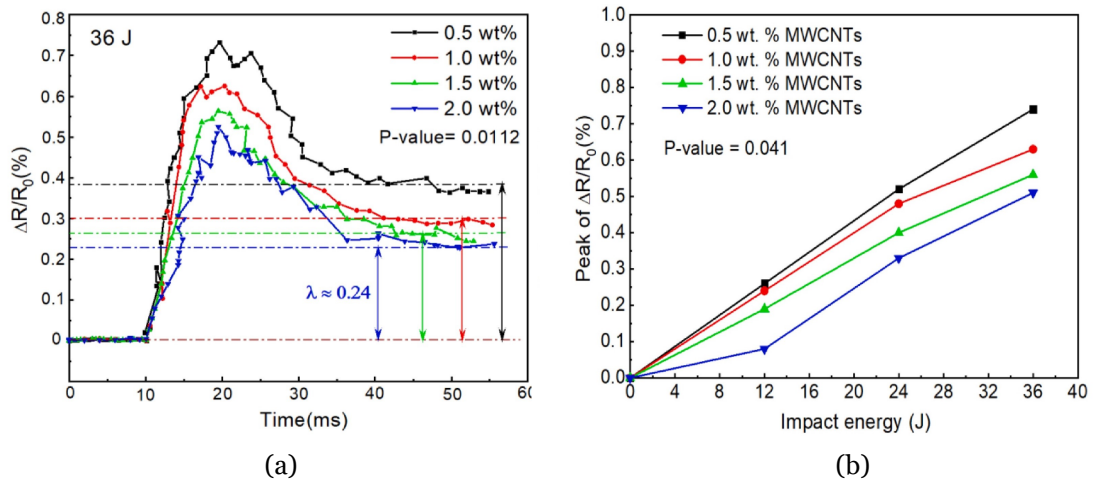 36 J
0.5 wt%
1.0 wt%
1.5 wt%
2.0 wt%
P-value= 0.0112
λ ≈ 0.24
0.8
0.7
0.6
0.5
0.4
0.3
0.2
0.1
0
ΔR/R₀(%)
0 10 20 30 40 50 60
Time(ms)
(a)
0.5 wt. % MWCNTs
1.0 wt. % MWCNTs
1.5 wt. % MWCNTs
2.0 wt. % MWCNTs
P-value = 0.041
1.0
0.9
0.8
0.7
0.6
0.5
0.4
0.3
0.2
0.1
0.0
Peak of ΔR/R₀(%)
0 4 8 12 16 20 24 28 32 36 40
Impact energy (J)
(b)